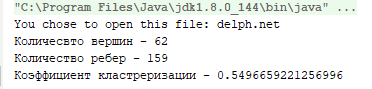 "C:\Program Files\Java\jdk1.8.0_144\bin\java" ...
You chose to open this file: delph.net
Количесвто вершин - 62
Количество ребер - 159
Коэффициент кластреризации - 0.5496659221256996